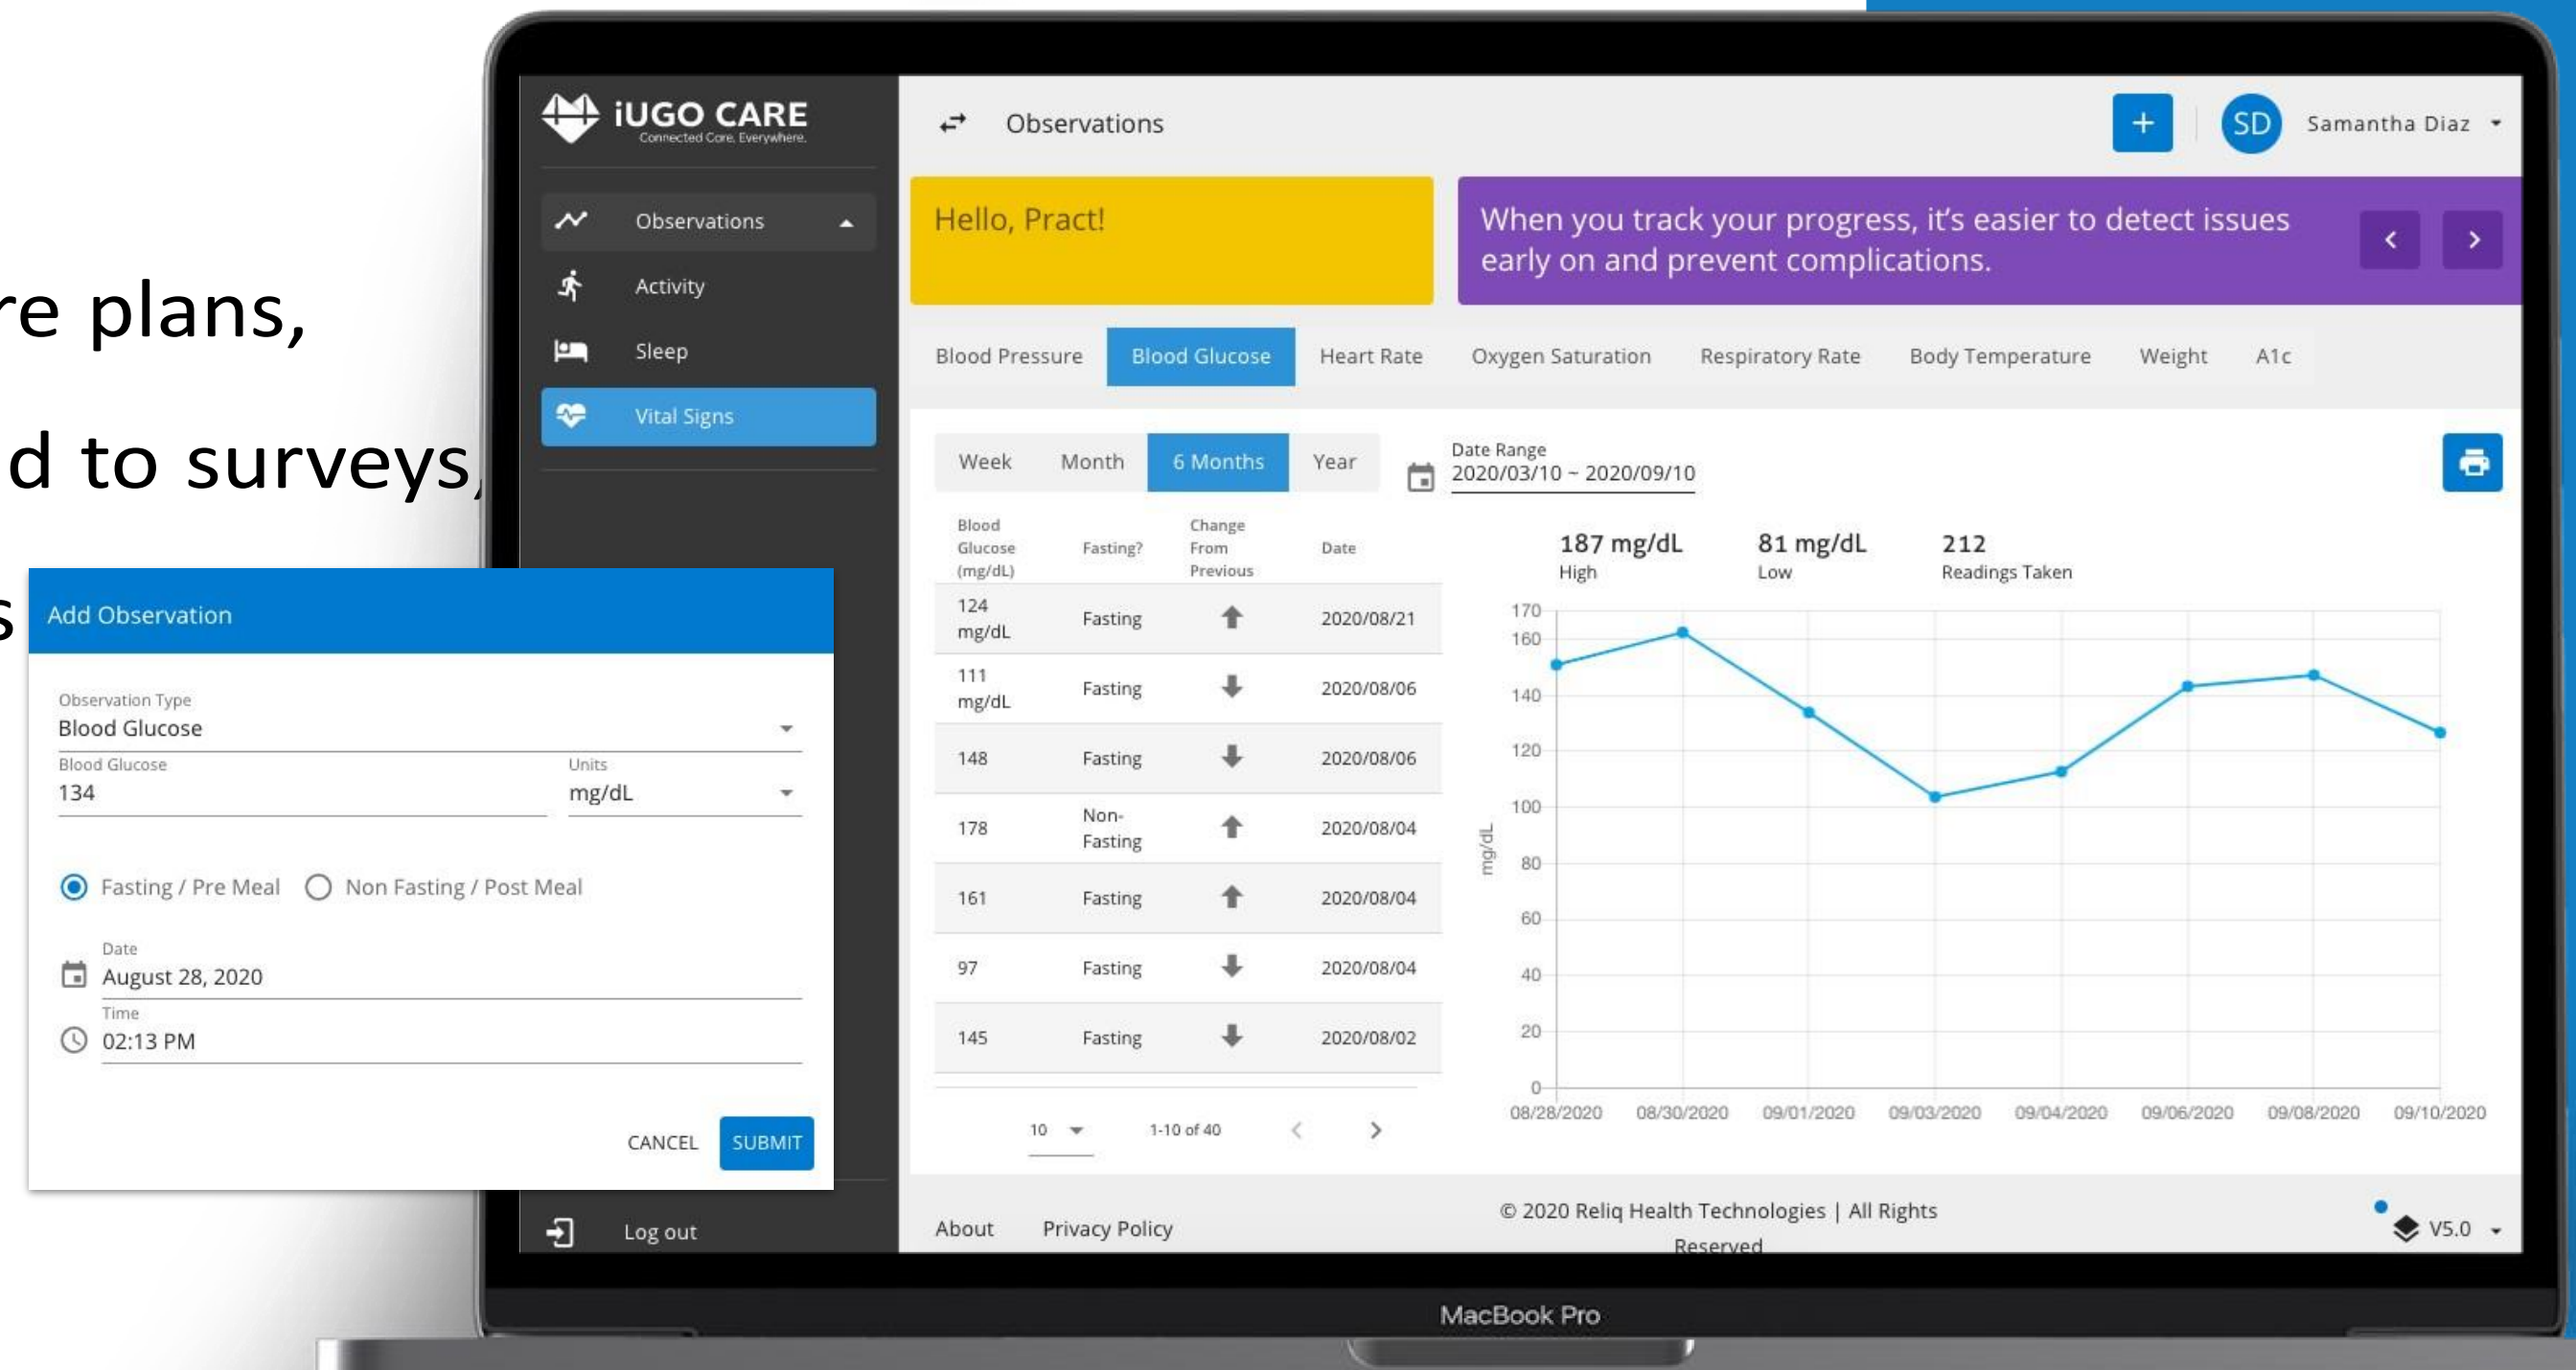 re plans,
d to surveys,
s
iUGO CARE
Connected Care, Everywhere.
Observations
Activity
Sleep
Vital Signs
Log out
Observations
+
SD
Samantha Diaz
Hello, Pract!
When you track your progress, it's easier to detect issues
early on and prevent complications.
Blood Pressure Blood Glucose Heart Rate Oxygen Saturation Respiratory Rate Body Temperature Weight A1c
Week Month 6 Months Year
Date Range
2020/03/10 ~ 2020/09/10
Blood Glucose (mg/dL) Fasting? Change From Previous Date
124 mg/dL Fasting 2020/08/21
111 mg/dL Fasting 2020/08/06
148 Fasting 2020/08/06
178 Non-Fasting 2020/08/04
161 Fasting 2020/08/04
97 Fasting 2020/08/04
145 Fasting 2020/08/02
10 1-10 of 40
187 mg/dL 81 mg/dL 212
High Low Readings Taken
170
160
140
120
100
80
60
40
20
0
mg/dL
08/28/2020 08/30/2020 09/01/2020 09/03/2020 09/04/2020 09/06/2020 09/08/2020 09/10/2020
About Privacy Policy
© 2020 Reliq Health Technologies | All Rights
Reserved
V5.0
Add Observation
Observation Type
Blood Glucose
Blood Glucose Units
134 mg/dL
Fasting / Pre Meal Non Fasting / Post Meal
Date
August 28, 2020
Time
02:13 PM
CANCEL SUBMIT
MacBook Pro